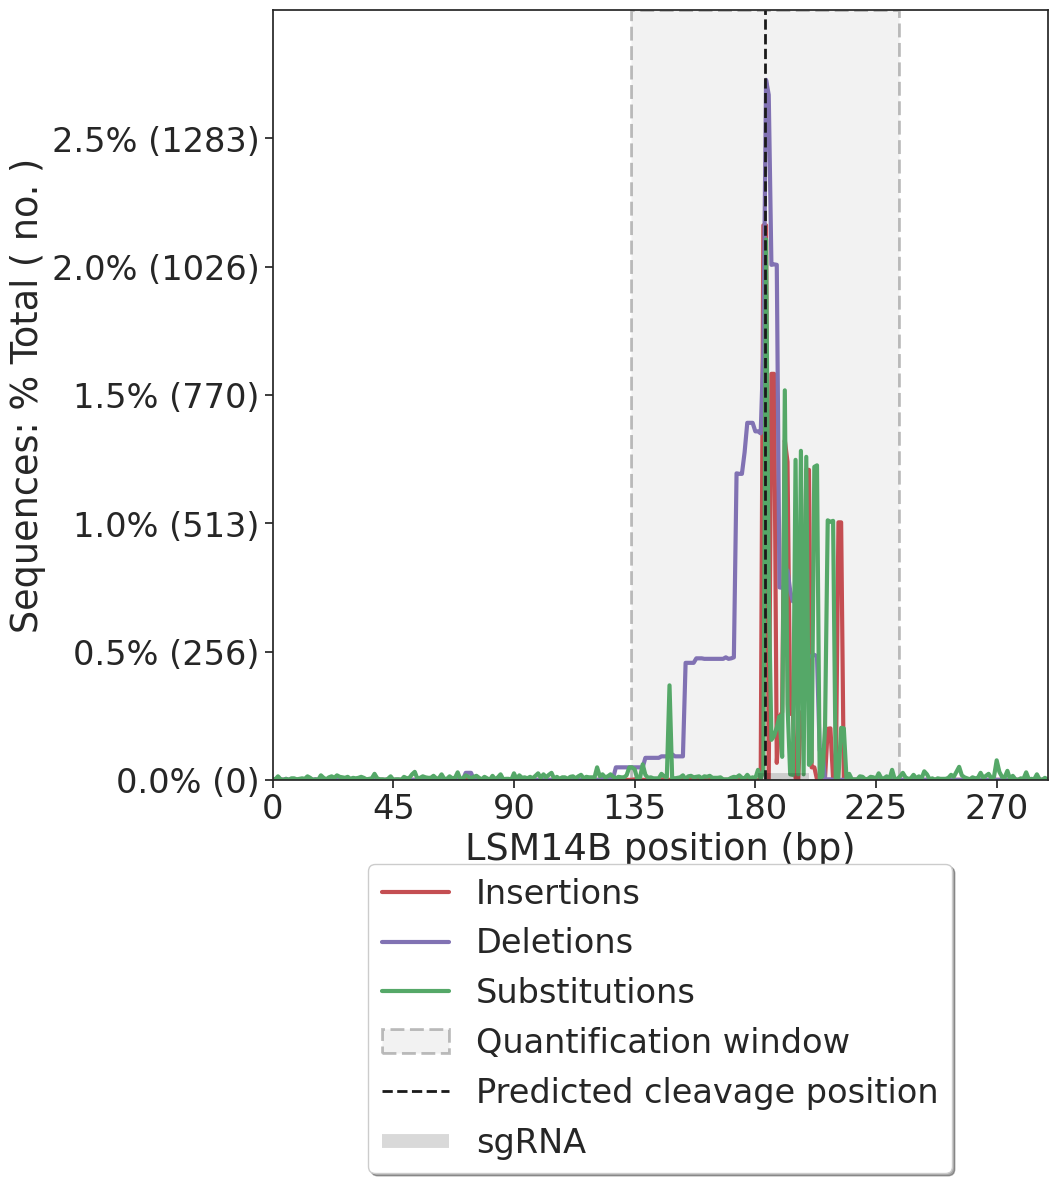 Sequences: % Total ( no. )
2.5% (1283)
2.0% (1026)
1.5% (770)
1.0% (513)
0.5% (256)
0.0% (0)
0 45 90 135 180 225 270
LSM14B position (bp)
Insertions
Deletions
Substitutions
Quantification window
Predicted cleavage position
sgRNA